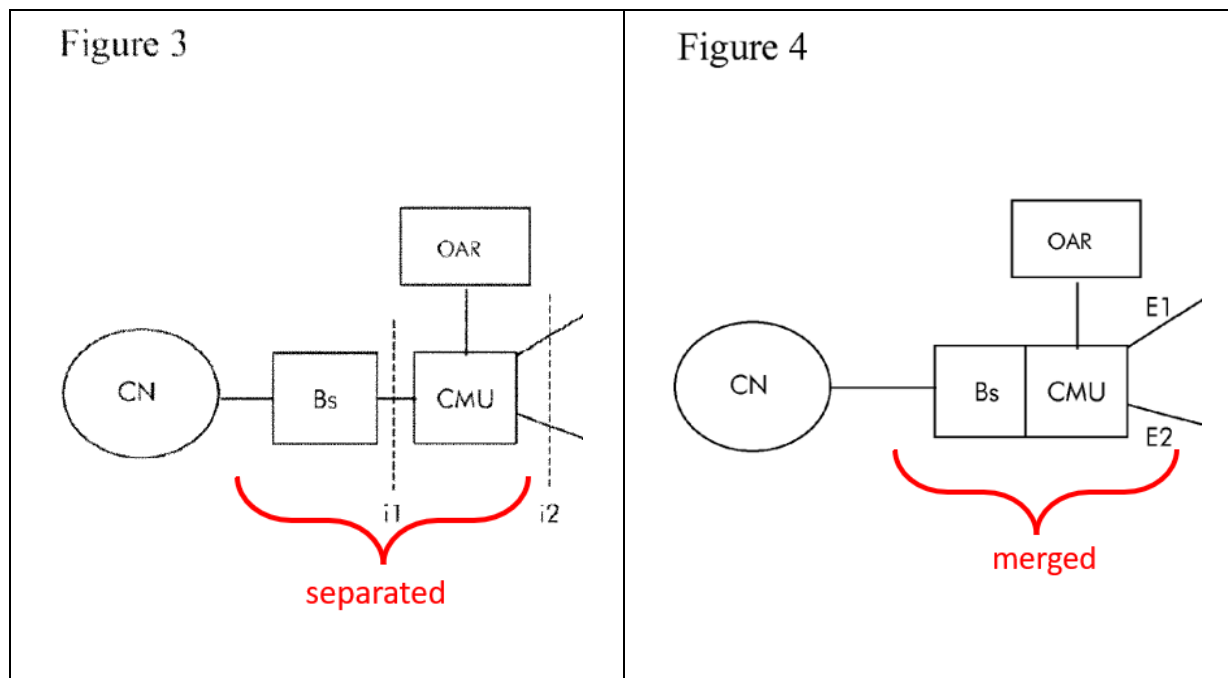 Figure 3
OAR
CN
Bs
CMU
i1
i2
separated
Figure 4
OAR
E1
CN
Bs
CMU
E2
merged